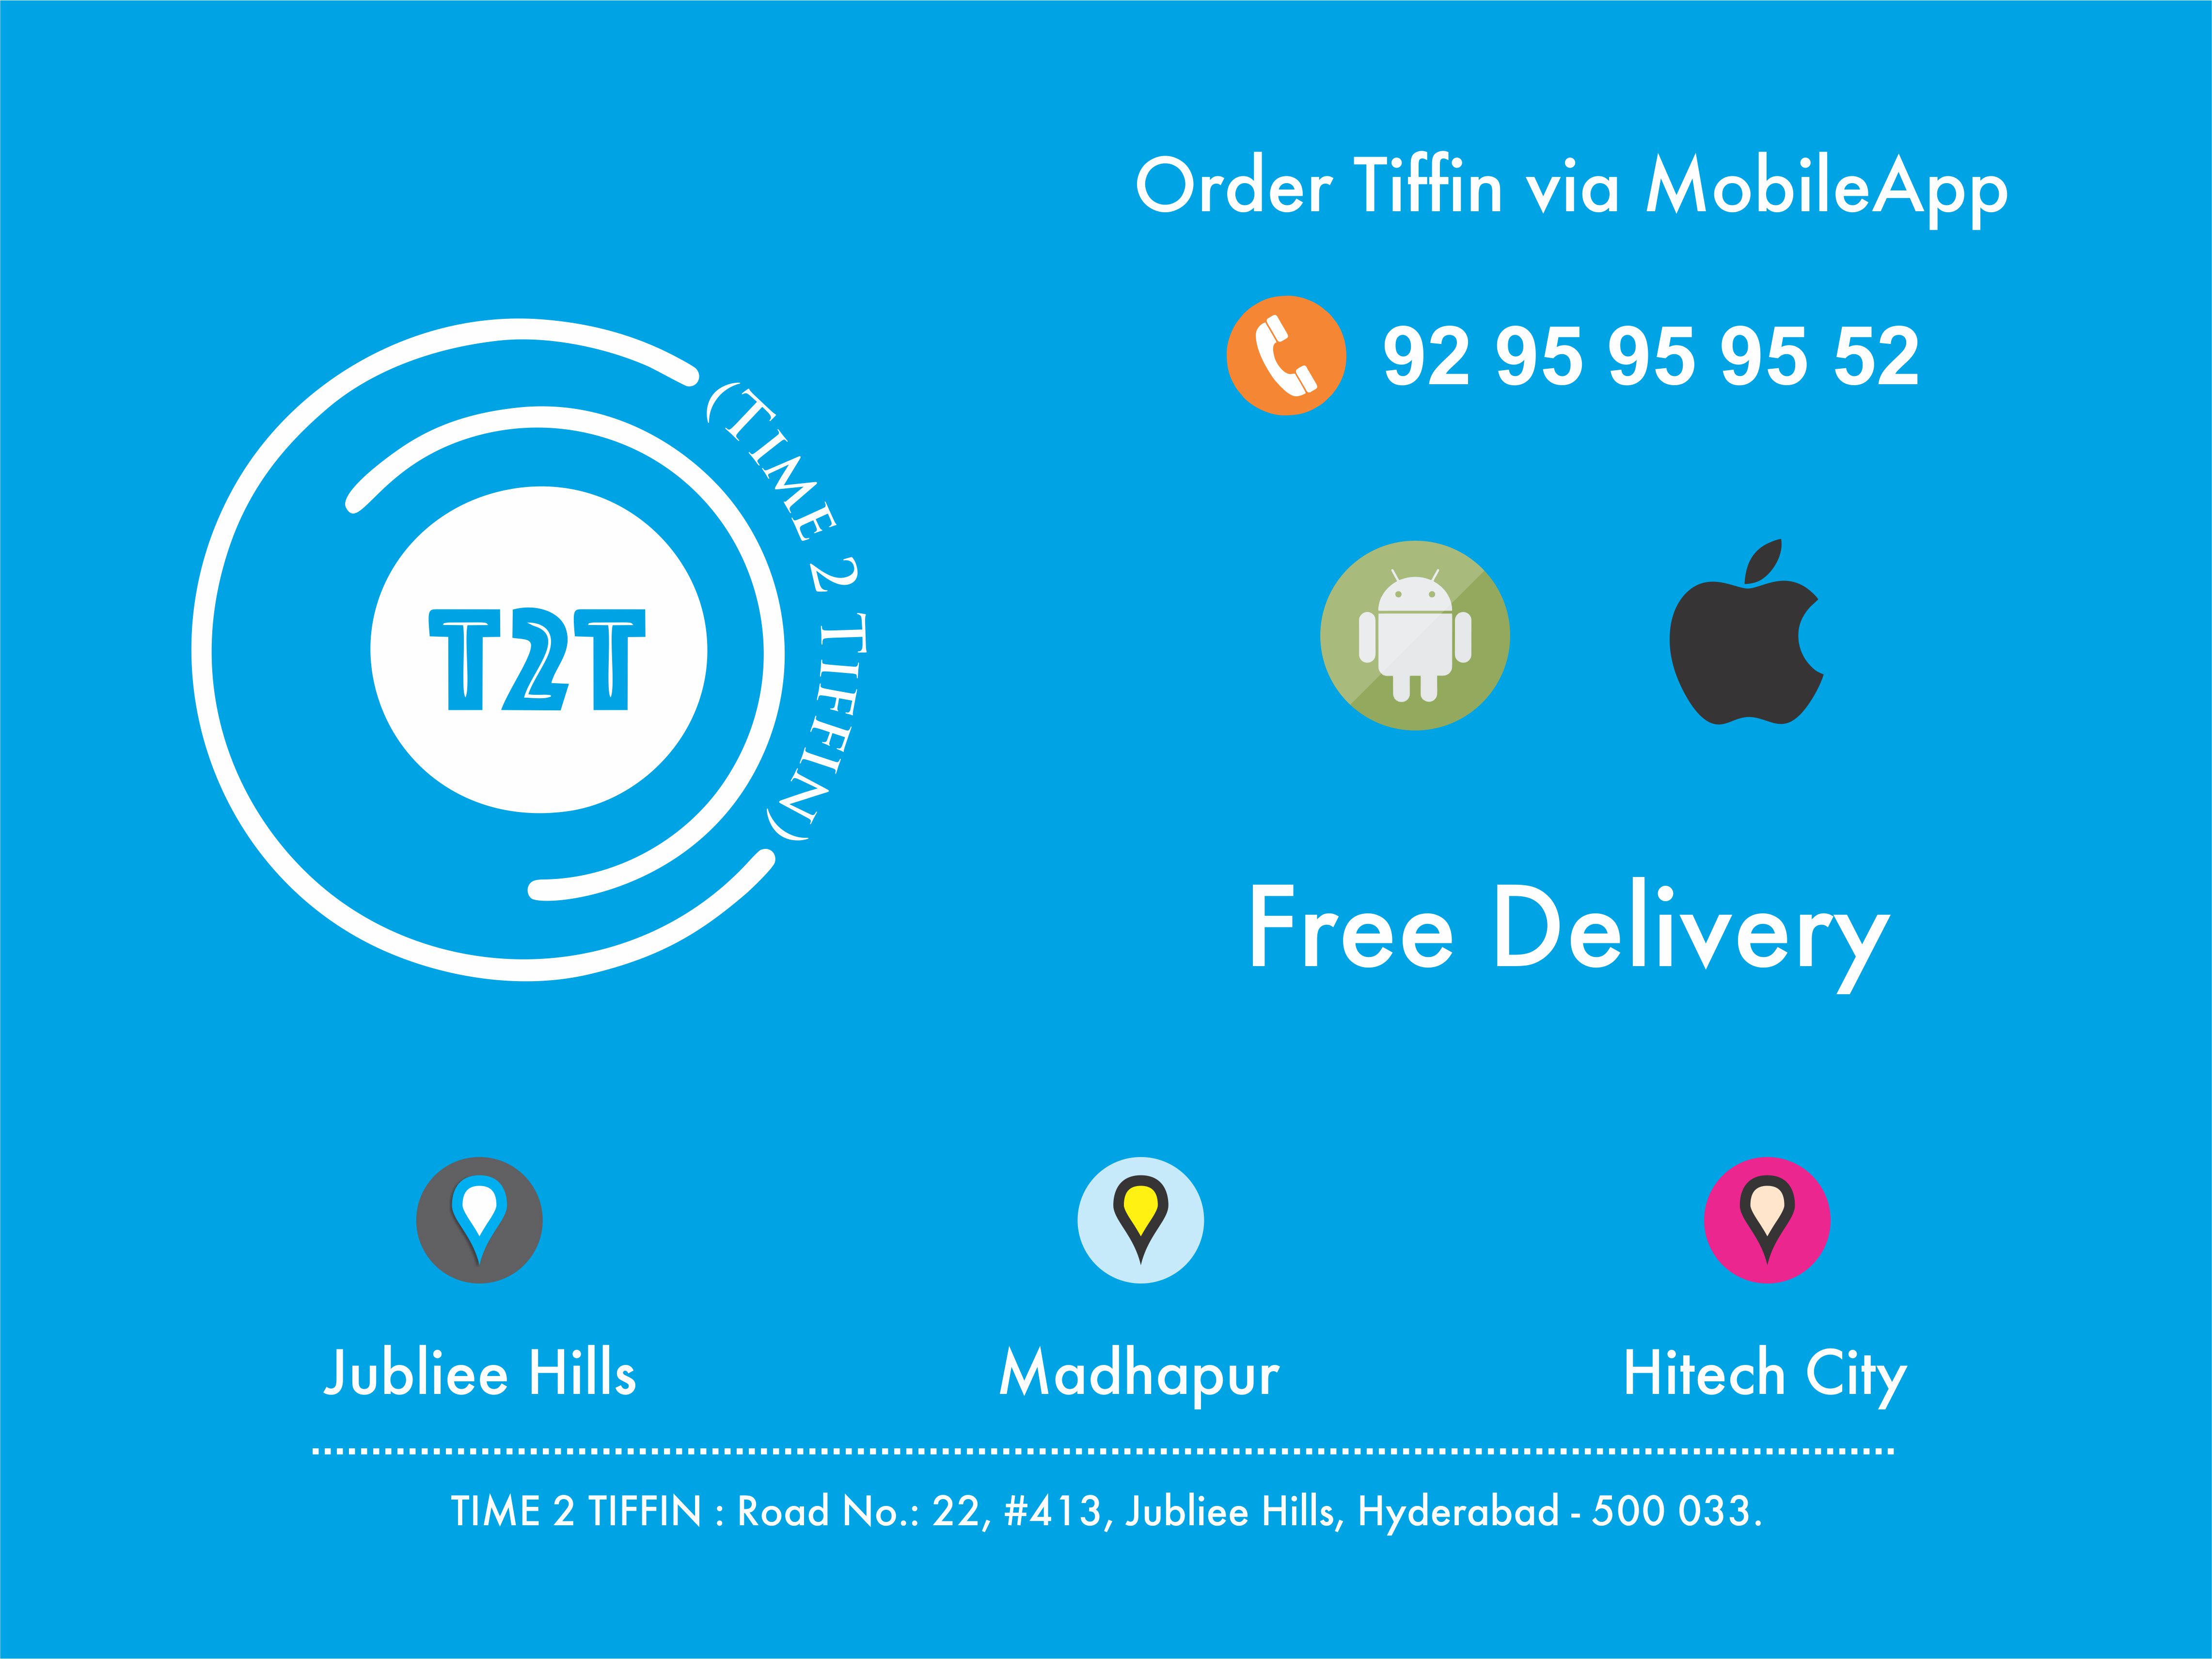 Order Tiffin via MobileApp
92 95 95 95 52
(TIME 2 TIFFIN)
T2T
Free Delivery
Jubliee Hills
Madhapur
Hitech City
TIME 2 TIFFIN : Road No.: 22, #413, Jubliee Hills, Hyderabad - 500 033.